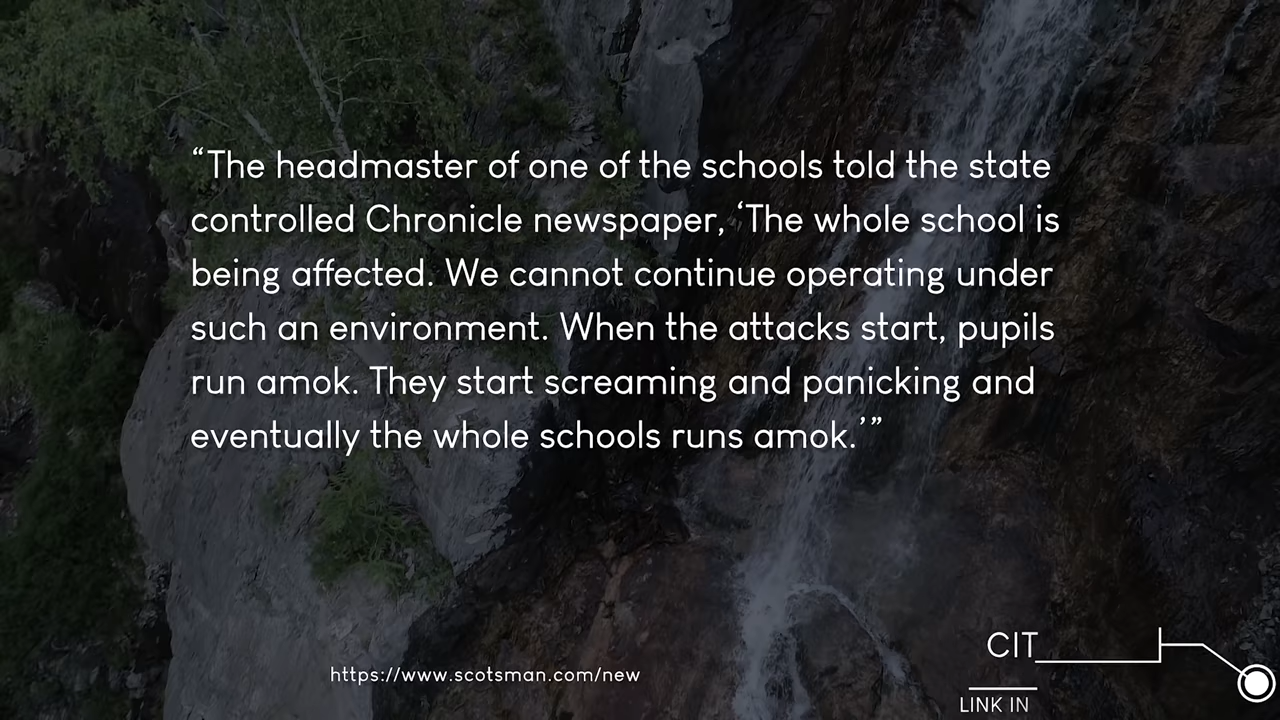 “The headmaster of one of the schools told the state
controlled Chronicle newspaper, ‘The whole school is
being affected. We cannot continue operating under
such an environment. When the attacks start, pupils
run amok. They start screaming and panicking and
eventually the whole schools runs amok.’”
https://www.scotsman.com/new
CIT
LINK IN